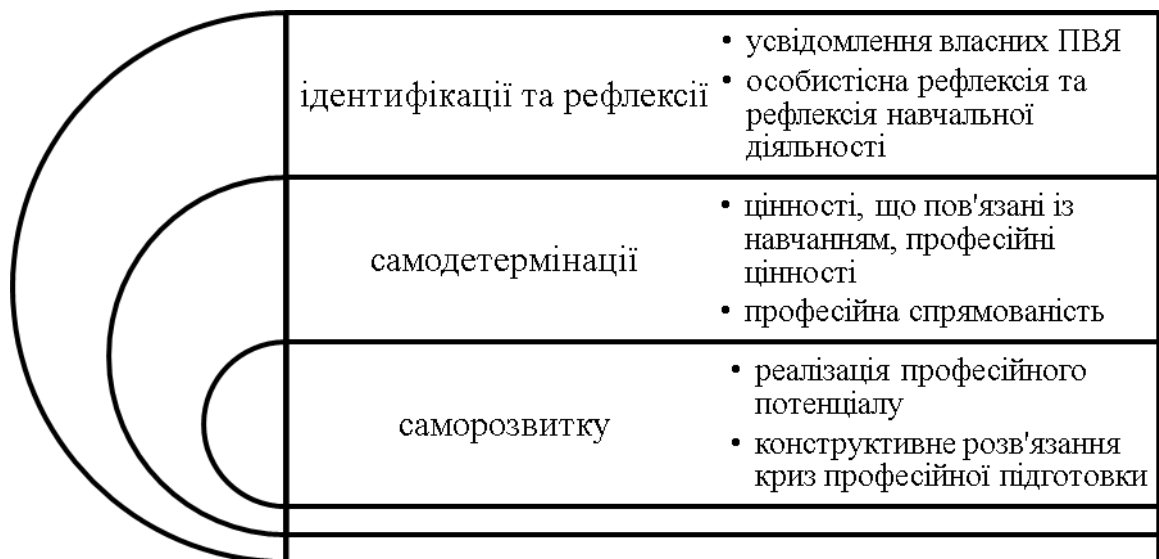 ідентифікації та рефлексії
• усвідомлення власних ПВЯ
• особистісна рефлексія та
рефлексія навчальної
діяльності
самодетермінації
• цінності, що пов'язані із
навчанням, професійні
цінності
• професійна спрямованість
саморозвитку
• реалізація професійного
потенціалу
• конструктивне розв'язання
криз професійної підготовки